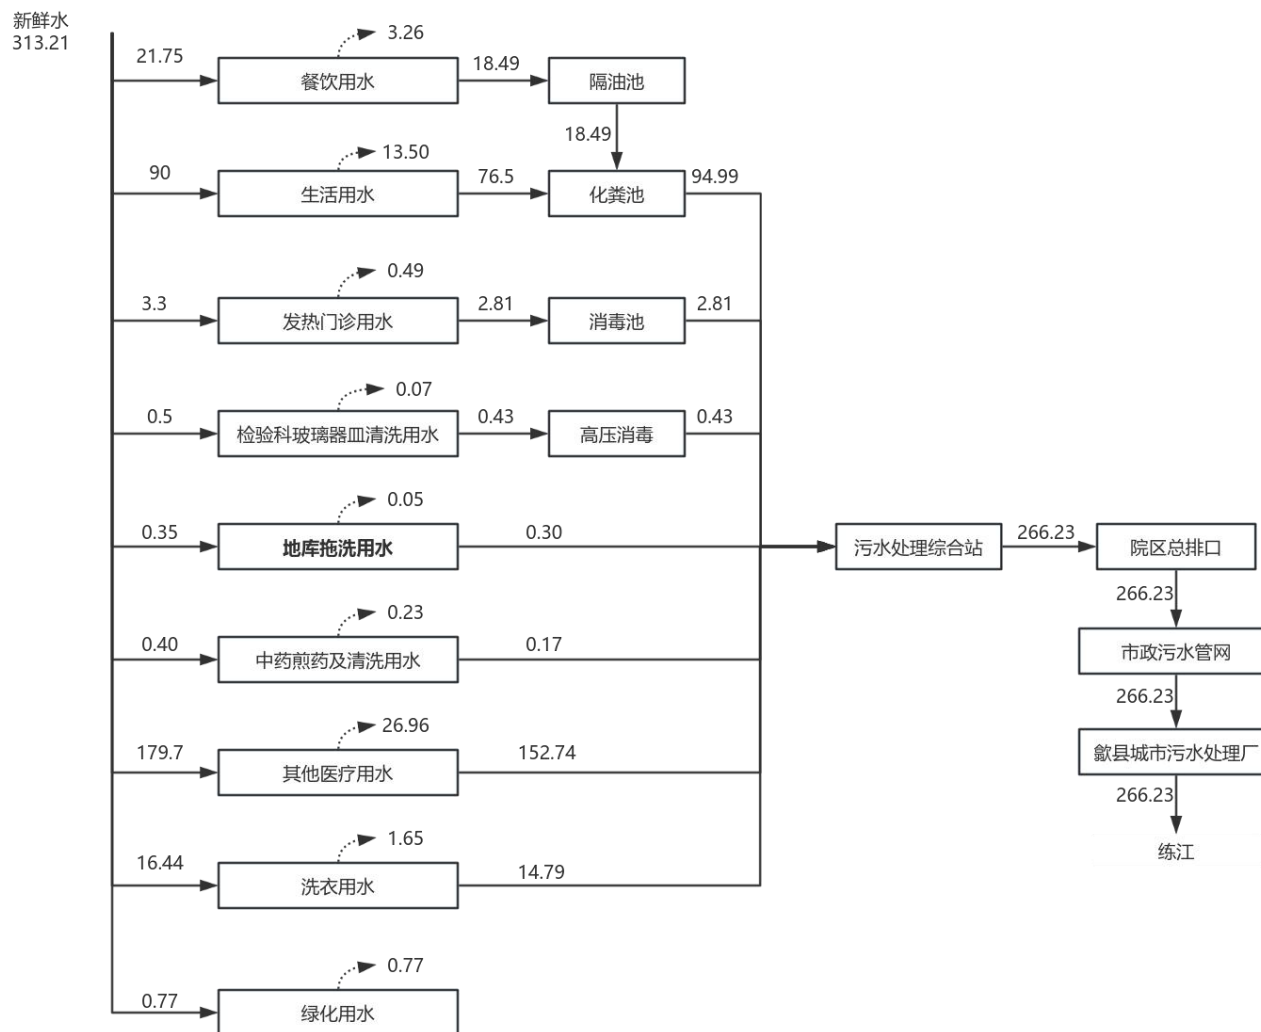 新鲜水
313.21
3.26
21.75
餐饮用水
18.49
隔油池
18.49
13.50
90
生活用水
76.5
化粪池
94.99
0.49
3.3
发热门诊用水
2.81
消毒池
2.81
0.07
0.5
检验科玻璃器皿清洗用水
0.43
高压消毒
0.43
0.05
0.35
地库拖洗用水
0.30
污水处理综合站
266.23
院区总排口
266.23
0.23
0.40
中药煎药及清洗用水
0.17
市政污水管网
266.23
26.96
179.7
其他医疗用水
152.74
歙县城市污水处理厂
266.23
练江
1.65
16.44
洗衣用水
14.79
0.77
0.77
绿化用水